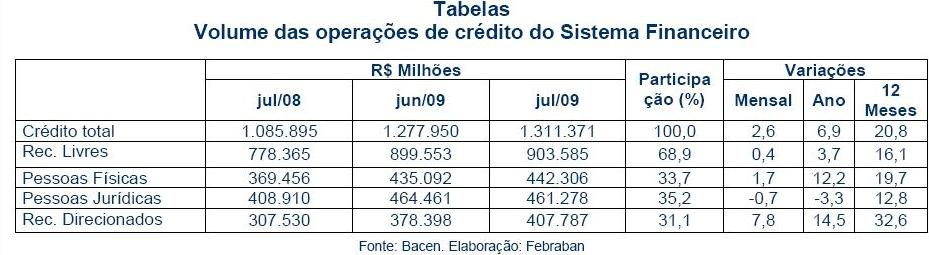 Tabelas
Volume das operações de crédito do Sistema Financeiro
R$ Milhões Participa ção (%) Variações
jul/08 jun/09 jul/09 Mensal Ano 12 Meses
Crédito total 1.085.895 1.277.950 1.311.371 100,0 2,6 6,9 20,8
Rec. Livres 778.365 899.553 903.585 68,9 0,4 3,7 16,1
Pessoas Físicas 369.456 435.092 442.306 33,7 1,7 12,2 19,7
Pessoas Jurídicas 408.910 464.461 461.278 35,2 -0,7 -3,3 12,8
Rec. Direcionados 307.530 378.398 407.787 31,1 7,8 14,5 32,6
Fonte: Bacen. Elaboração: Febraban